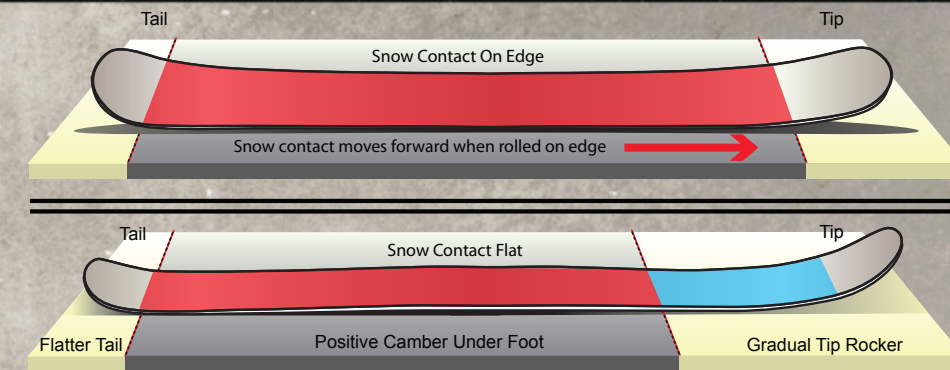 Tail
Tip
Snow Contact On Edge
Snow contact moves forward when rolled on edge
Tail
Tip
Snow Contact Flat
Flatter Tail
Positive Camber Under Foot
Gradual Tip Rocker